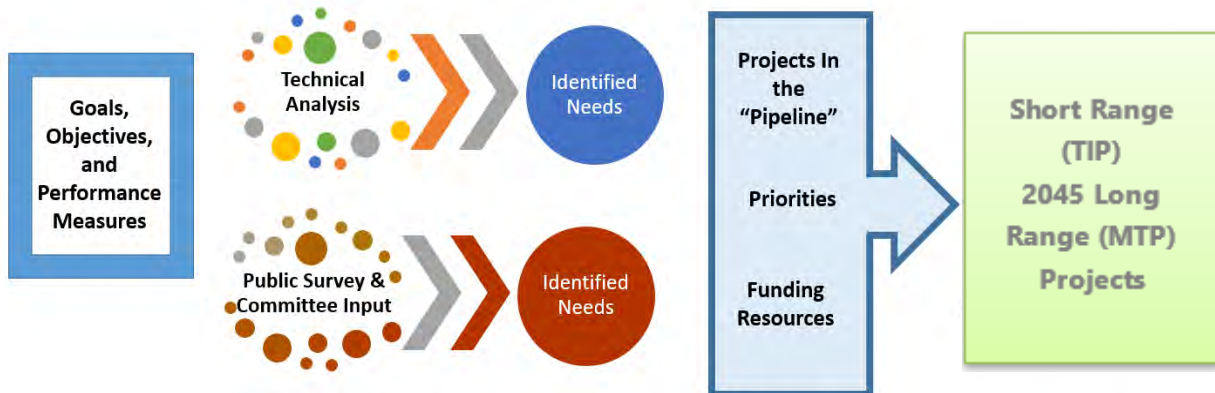 Goals,
Objectives,
and
Performance
Measures
Technical
Analysis
Identified
Needs
Public Survey &
Committee Input
Identified
Needs
Projects In
the
“Pipeline”
Priorities
Funding
Resources
Short Range
(TIP)
2045 Long
Range (MTP)
Projects